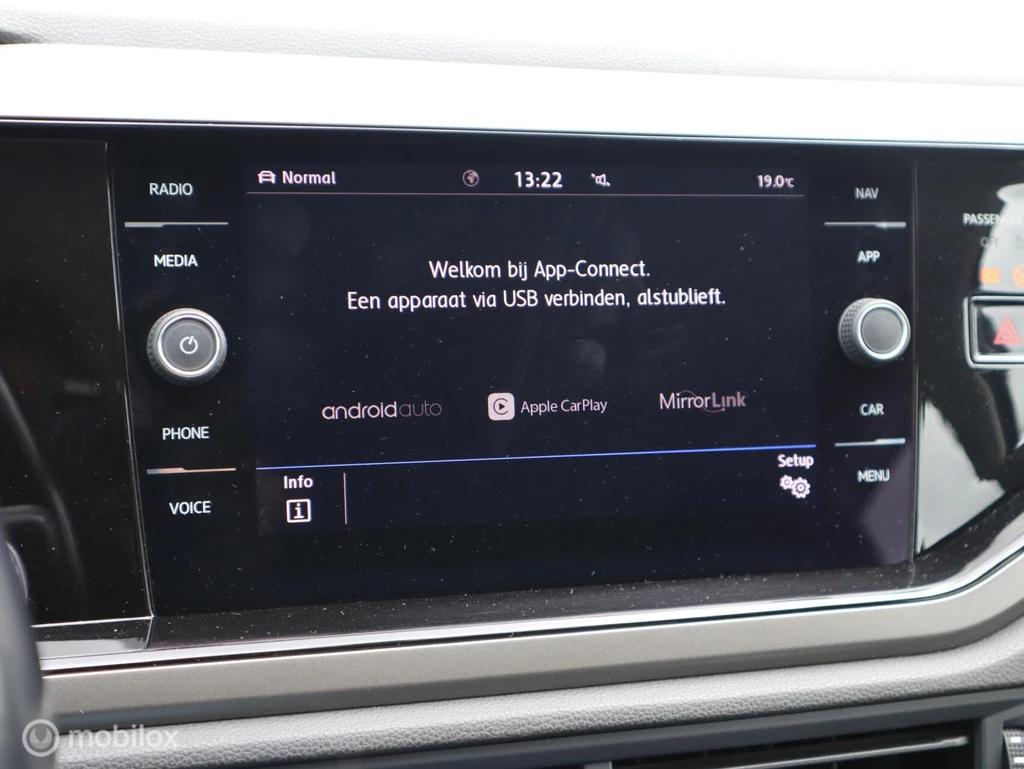 RADIO
MEDIA
PHONE
VOICE
Normal
13:22
19.0°C
Welkom bij App-Connect.
Een apparaat via USB verbinden, alstublieft.
androidauto
Apple CarPlay
MirrorLink
Info
Setup
NAV
APP
CAR
MENU
OFF
mobilox